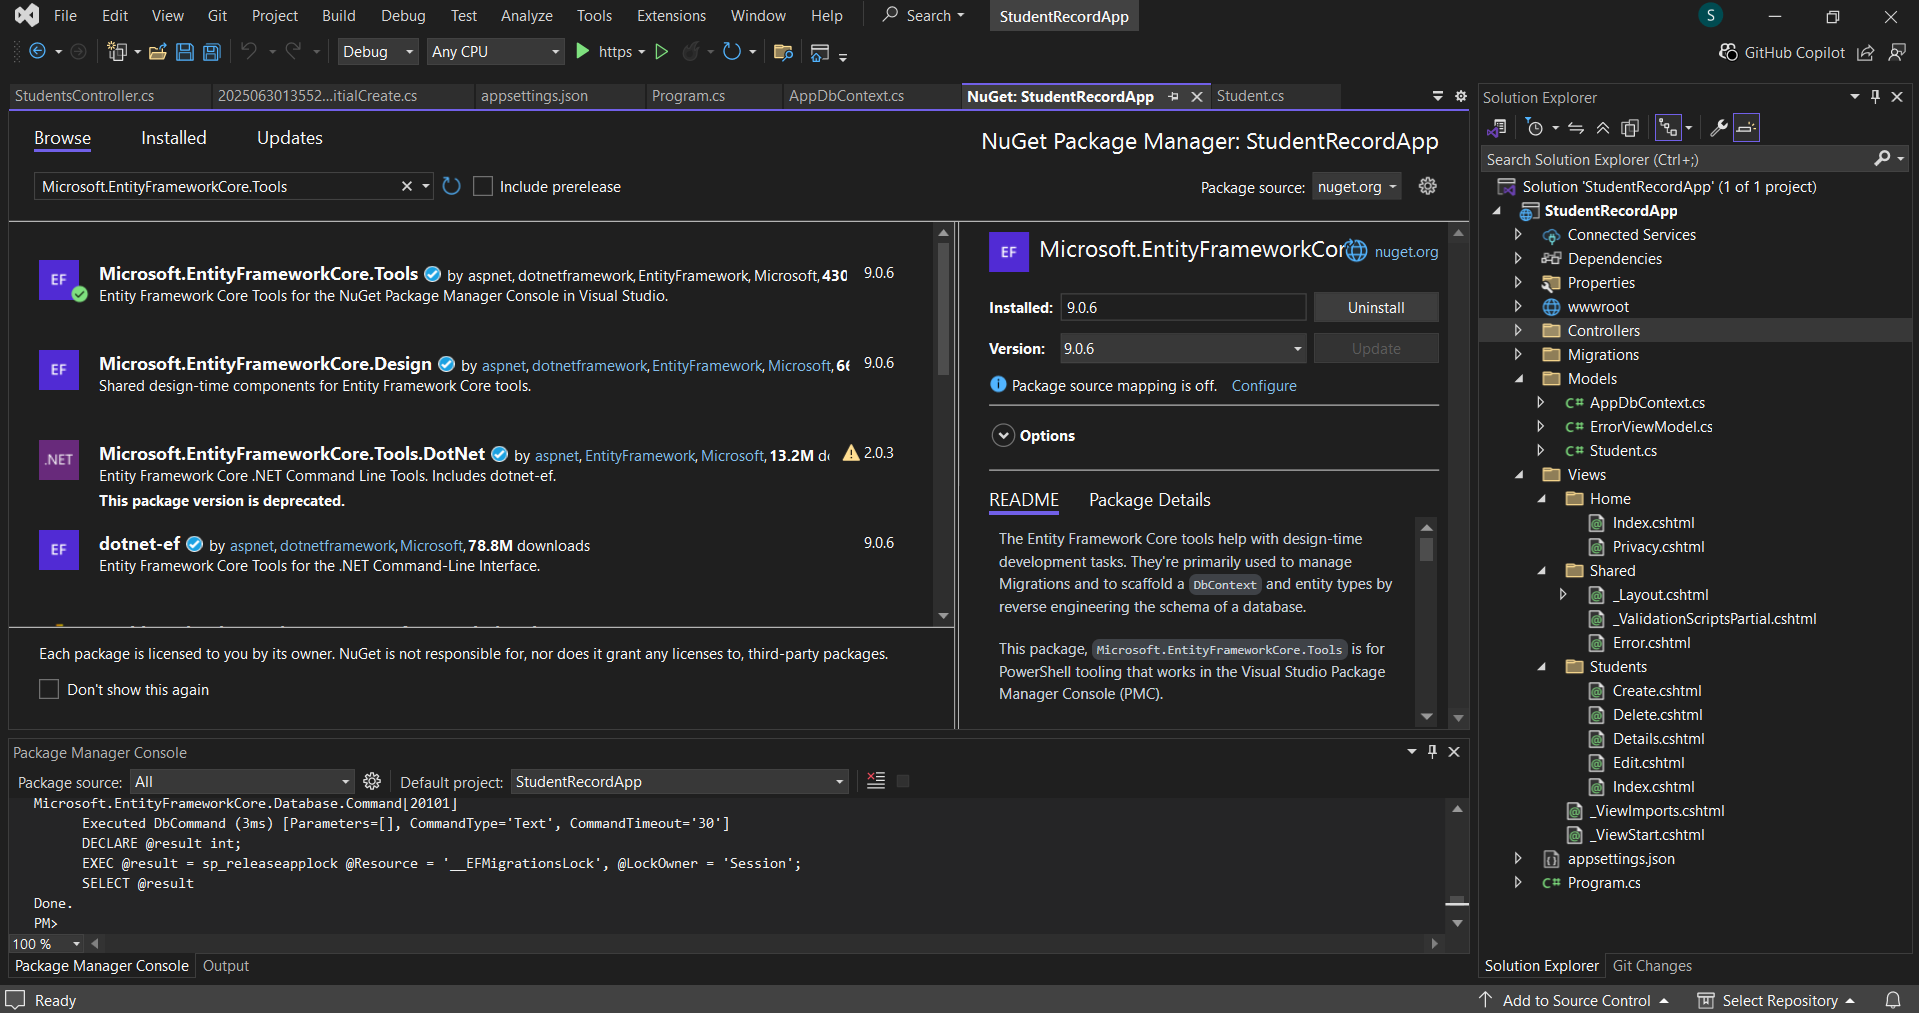 File Edit View Git Project Build Debug Test Analyze Tools Extensions Window Help Search StudentRecordApp S
Debug Any CPU https GitHub Copilot
StudentsController.cs 2025063013552...itialCreate.cs appsettings.json Program.cs AppDbContext.cs NuGet: StudentRecordApp Student.cs
Browse Installed Updates
NuGet Package Manager: StudentRecordApp
Microsoft.EntityFrameworkCore.Tools Include prerelease
Package source: nuget.org
EF
Microsoft.EntityFrameworkCore.Tools by aspnet, dotnetframework, EntityFramework, Microsoft, 430 9.0.6
Entity Framework Core Tools for the NuGet Package Manager Console in Visual Studio.
EF
Microsoft.EntityFrameworkCore.Design by aspnet, dotnetframework, EntityFramework, Microsoft, 66 9.0.6
Shared design-time components for Entity Framework Core tools.
.NET
Microsoft.EntityFrameworkCore.Tools.DotNet by aspnet, EntityFramework, Microsoft, 13.2M do 2.0.3
Entity Framework Core .NET Command Line Tools. Includes dotnet-ef.
This package version is deprecated.
EF
dotnet-ef by aspnet, dotnetframework, Microsoft, 78.8M downloads 9.0.6
Entity Framework Core Tools for the .NET Command-Line Interface.
Each package is licensed to you by its owner. NuGet is not responsible for, nor does it grant any licenses to, third-party packages.
Don't show this again
EF Microsoft.EntityFrameworkCor nuget.org
Installed: 9.0.6 Uninstall
Version: 9.0.6 Update
Package source mapping is off. Configure
Options
README Package Details
The Entity Framework Core tools help with design-time
development tasks. They're primarily used to manage
Migrations and to scaffold a DbContext and entity types by
reverse engineering the schema of a database.
This package, Microsoft.EntityFrameworkCore.Tools is for
PowerShell tooling that works in the Visual Studio Package
Manager Console (PMC).
Package Manager Console
Package source: All Default project: StudentRecordApp
Microsoft.EntityFrameworkCore.Database.Command[20101]
Executed DbCommand (3ms) [Parameters=[], CommandType='Text', CommandTimeout='30']
DECLARE @result int;
EXEC @result = sp_releaseapplock @Resource = '__EFMigrationsLock', @LockOwner = 'Session';
SELECT @result
Done.
PM>
100 %
Package Manager Console Output
Solution Explorer
Search Solution Explorer (Ctrl+;)
Solution 'StudentRecordApp' (1 of 1 project)
StudentRecordApp
Connected Services
Dependencies
Properties
wwwroot
Controllers
Migrations
Models
C# AppDbContext.cs
C# ErrorViewModel.cs
C# Student.cs
Views
Home
Index.cshtml
Privacy.cshtml
Shared
_Layout.cshtml
_ValidationScriptsPartial.cshtml
Error.cshtml
Students
Create.cshtml
Delete.cshtml
Details.cshtml
Edit.cshtml
Index.cshtml
_ViewImports.cshtml
_ViewStart.cshtml
appsettings.json
C# Program.cs
Solution Explorer Git Changes
Ready Add to Source Control Select Repository